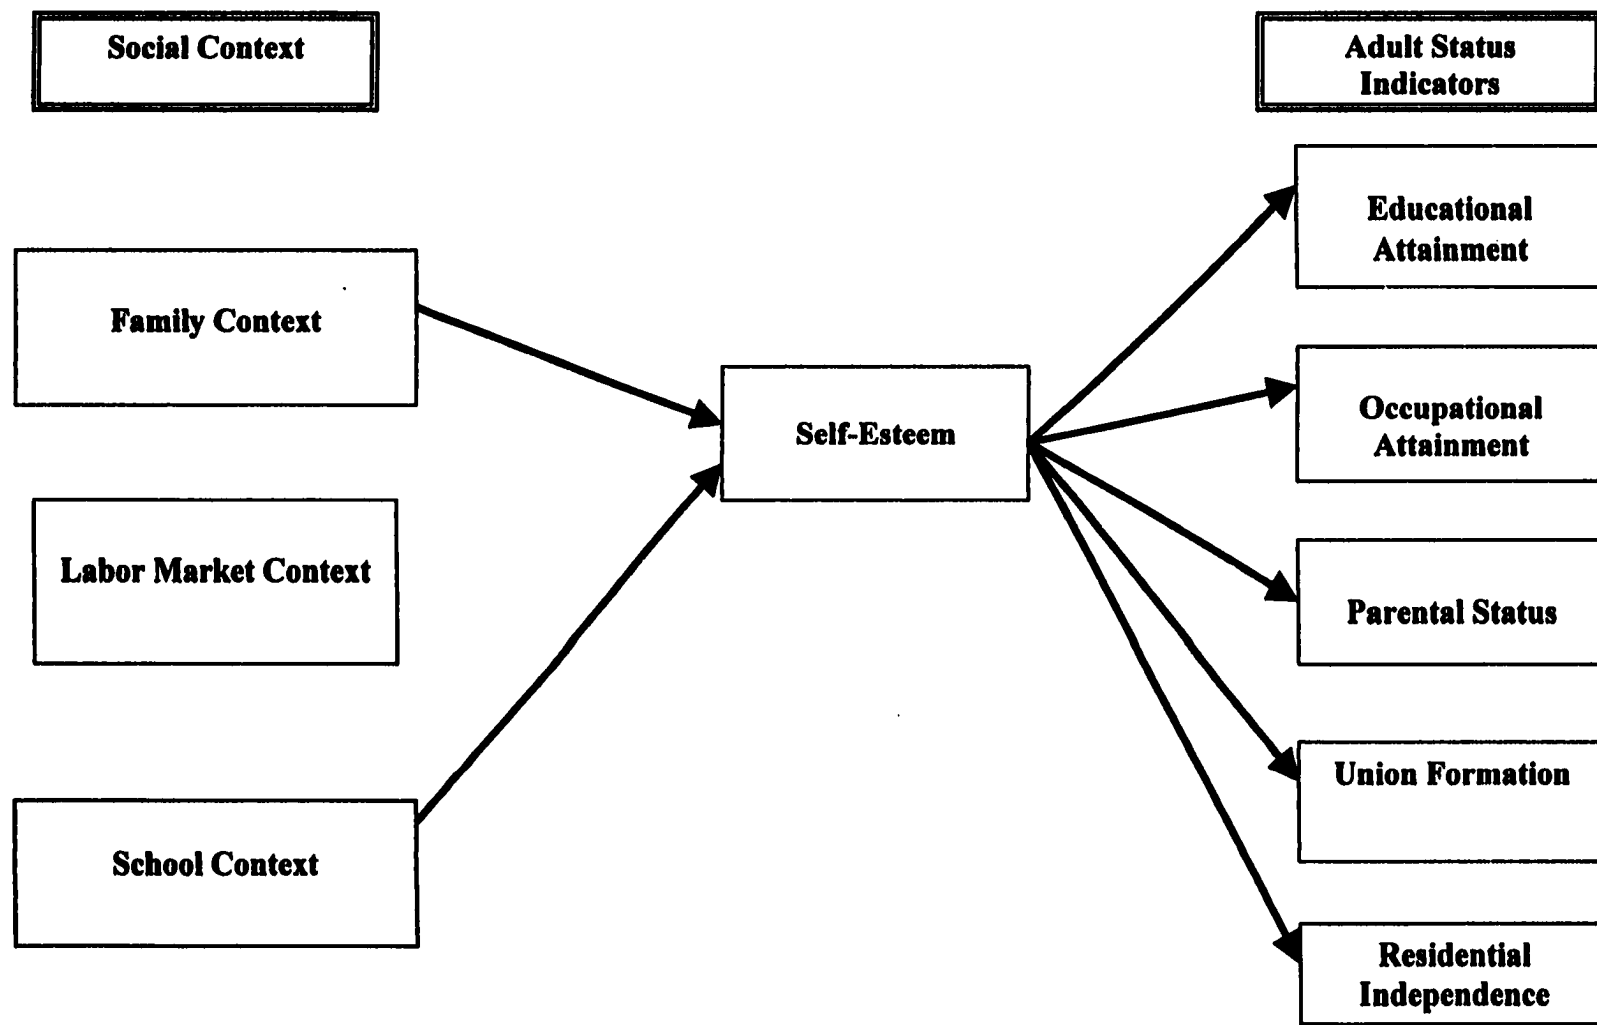 Social Context
Adult Status
Indicators
Family Context
Labor Market Context
School Context
Self-Esteem
Educational
Attainment
Occupational
Attainment
Parental Status
Union Formation
Residential
Independence